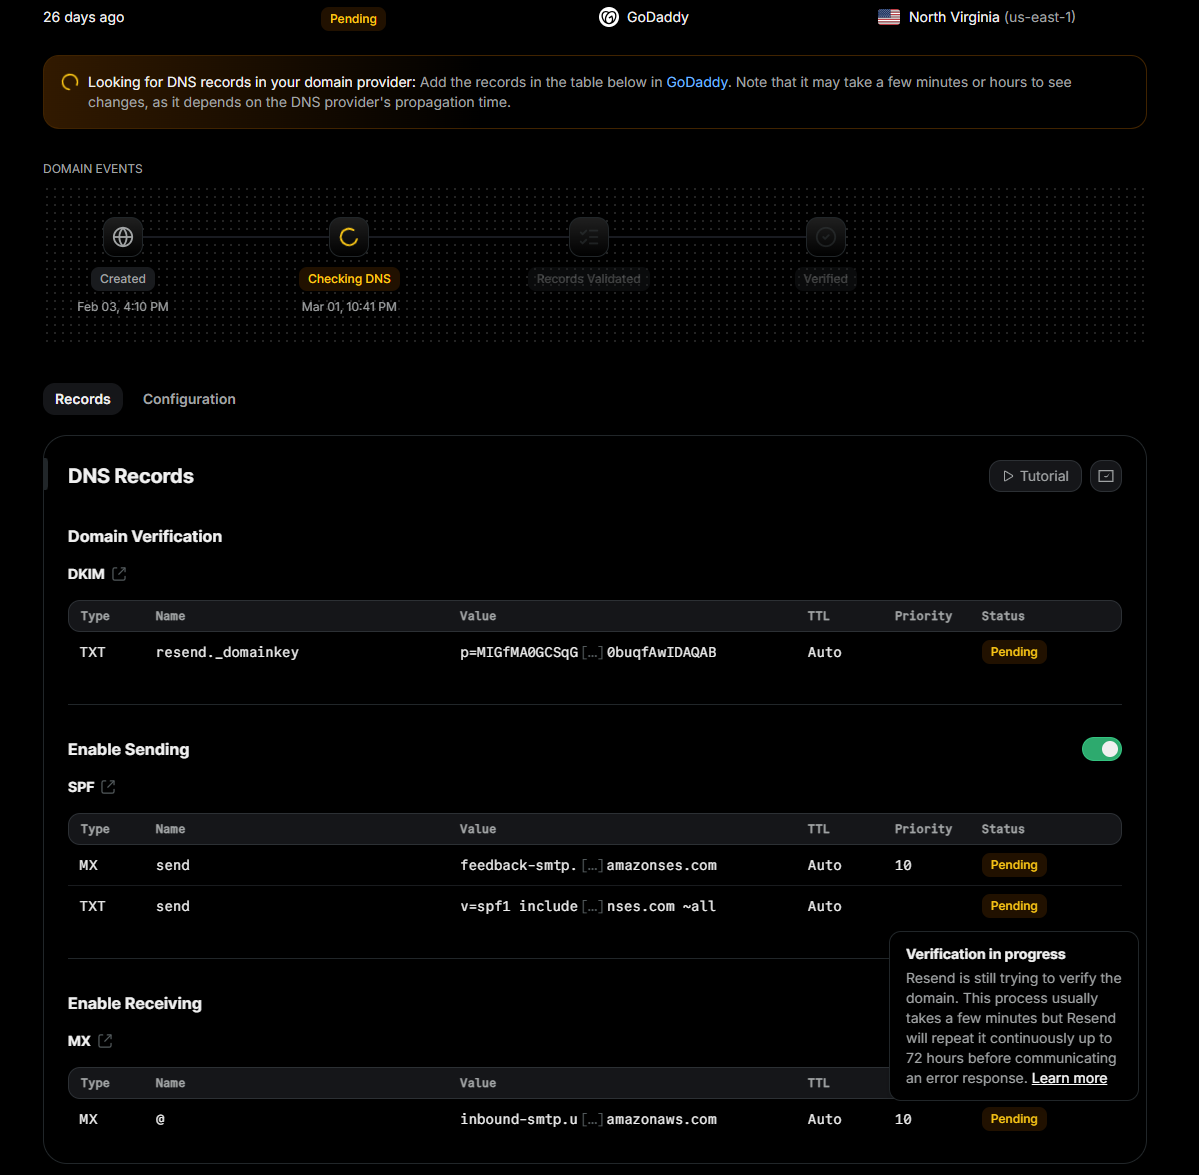 26 days ago Pending GoDaddy North Virginia (us-east-1)
Looking for DNS records in your domain provider: Add the records in the table below in GoDaddy. Note that it may take a few minutes or hours to see
changes, as it depends on the DNS provider's propagation time.
DOMAIN EVENTS
Created Checking DNS Records Validated Verified
Feb 03, 4:10 PM Mar 01, 10:41 PM
Records Configuration
DNS Records Tutorial
Domain Verification
DKIM
Type Name Value TTL Priority Status
TXT resend._domainkey p=MIGfMA0GCSqG[...]0buqfAwIDAQAB Auto Pending
Enable Sending
SPF
Type Name Value TTL Priority Status
MX send feedback-smtp.[...]amazonses.com Auto 10 Pending
TXT send v=spf1 include[...]nses.com ~all Auto Pending
Verification in progress
Resend is still trying to verify the
domain. This process usually
takes a few minutes but Resend
will repeat it continuously up to
72 hours before communicating
an error response. Learn more
Enable Receiving
MX
Type Name Value TTL
MX @ inbound-smtp.u[...]amazonaws.com Auto 10 Pending